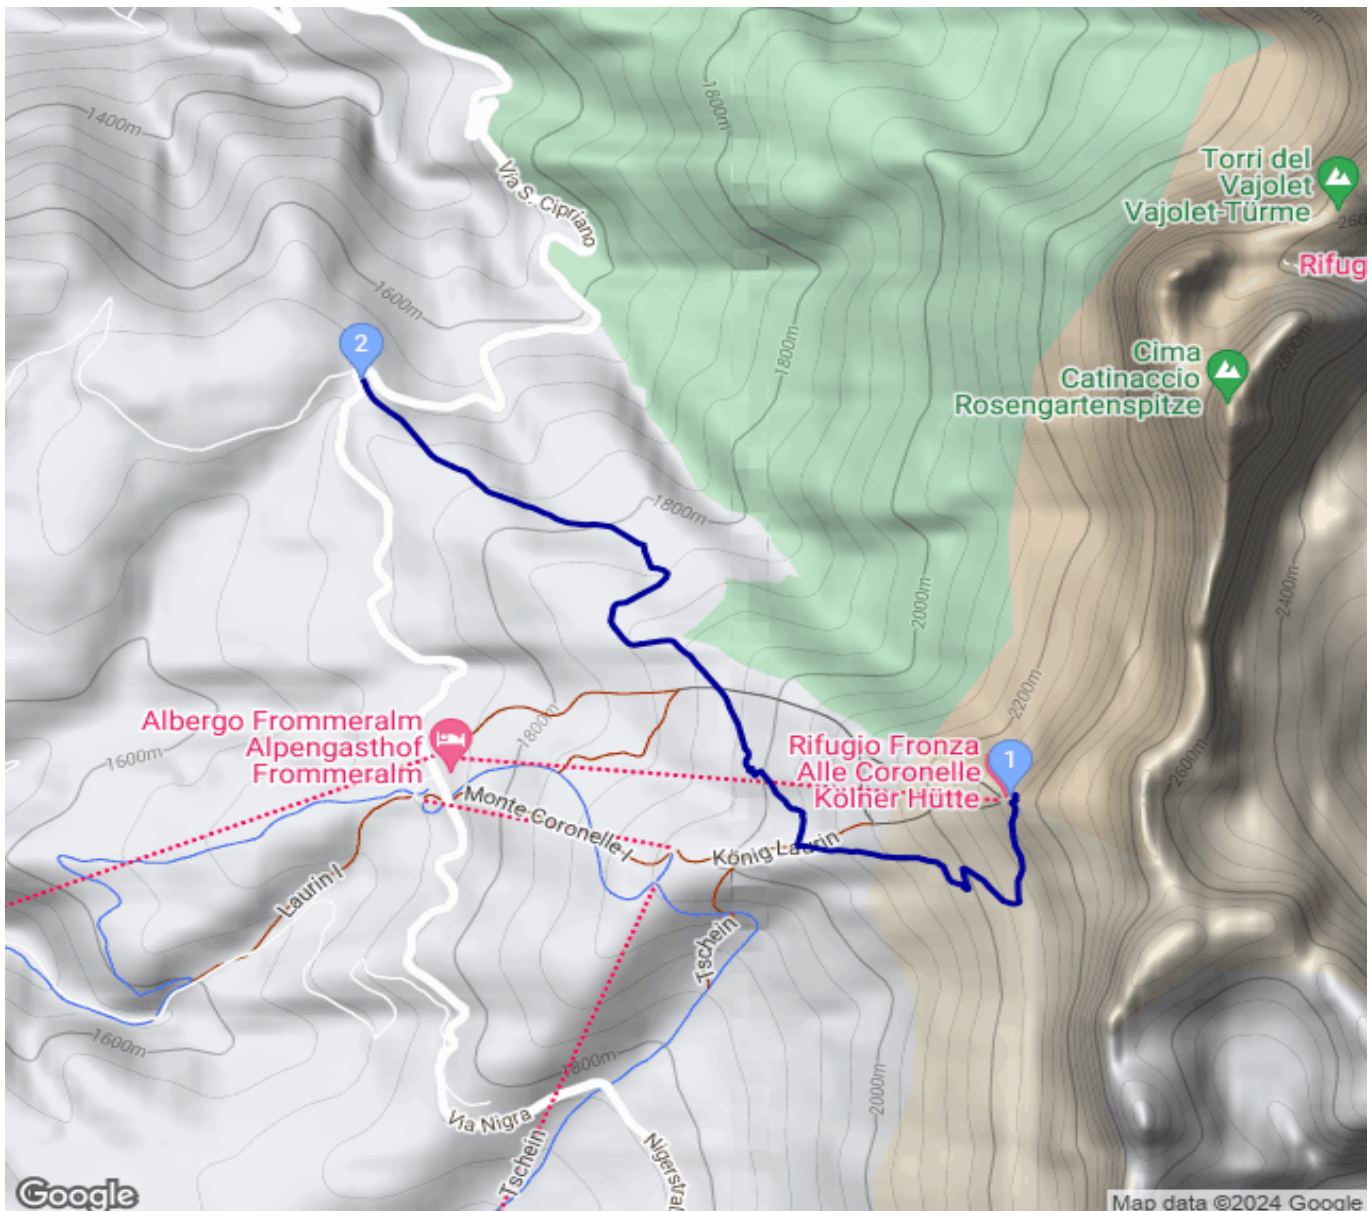 1400m
1800m
Via S. Cipriano
Torri del
Vajolet
Vajolet-Türme
Rifug
1600m
2
1800m
2800m
Cima
Catinaccio
Rosengartenspitze
1800m
2400m
2000m
2200m
Albergo Frommeralm
Alpengasthof
Frommeralm
1800m
1600m
Rifugio Fronza
Alle Coronelle
Kölner Hütte
1
2600m
Monte Coronelle I
König Laurin
Laurin I
Tschein
1600m
1800m
2000m
Via Nigra
Tschein
Google
Map data ©2024 Google